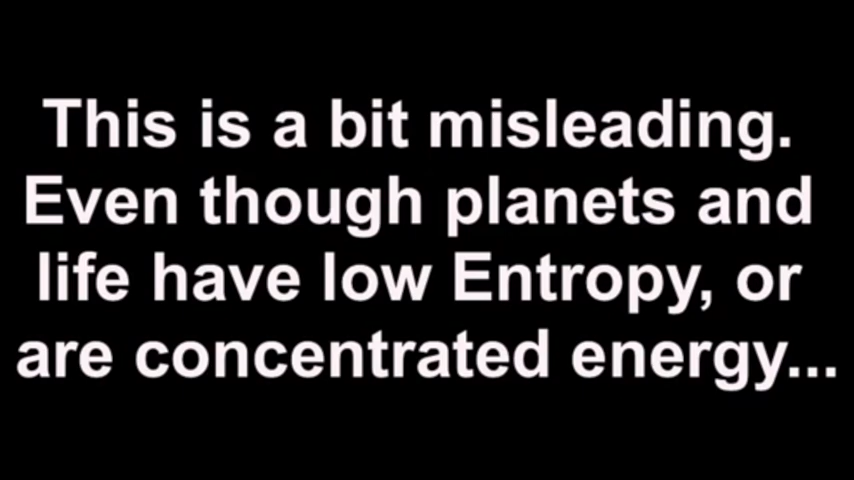 This is a bit misleading.
Even though planets and
life have low Entropy, or
are concentrated energy...